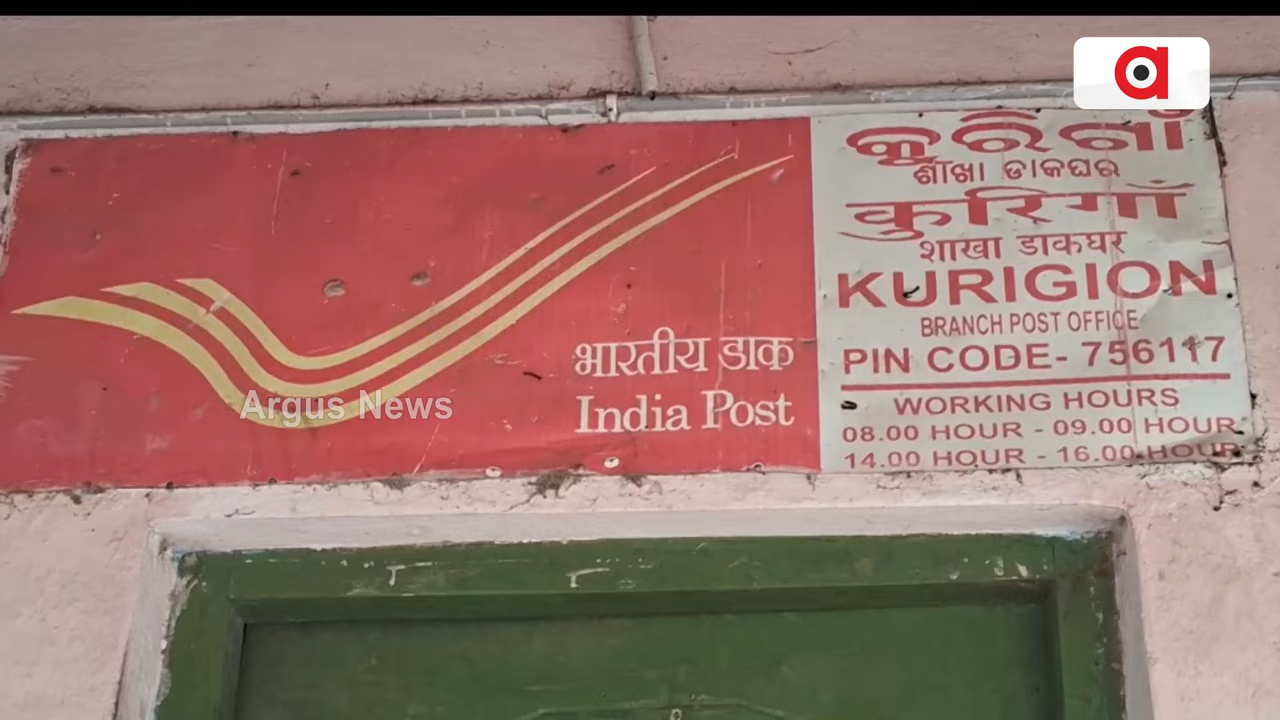 a
କୁରିଗାଁ
ଶାଖା ଡାକଘର
कुरिगाँ
शाखा डाकघर
KURIGION
BRANCH POST OFFICE
PIN CODE- 756117
WORKING HOURS
08.00 HOUR - 09.00 HOUR
14.00 HOUR - 16.00 HOUR
भारतीय डाक
India Post
Argus News